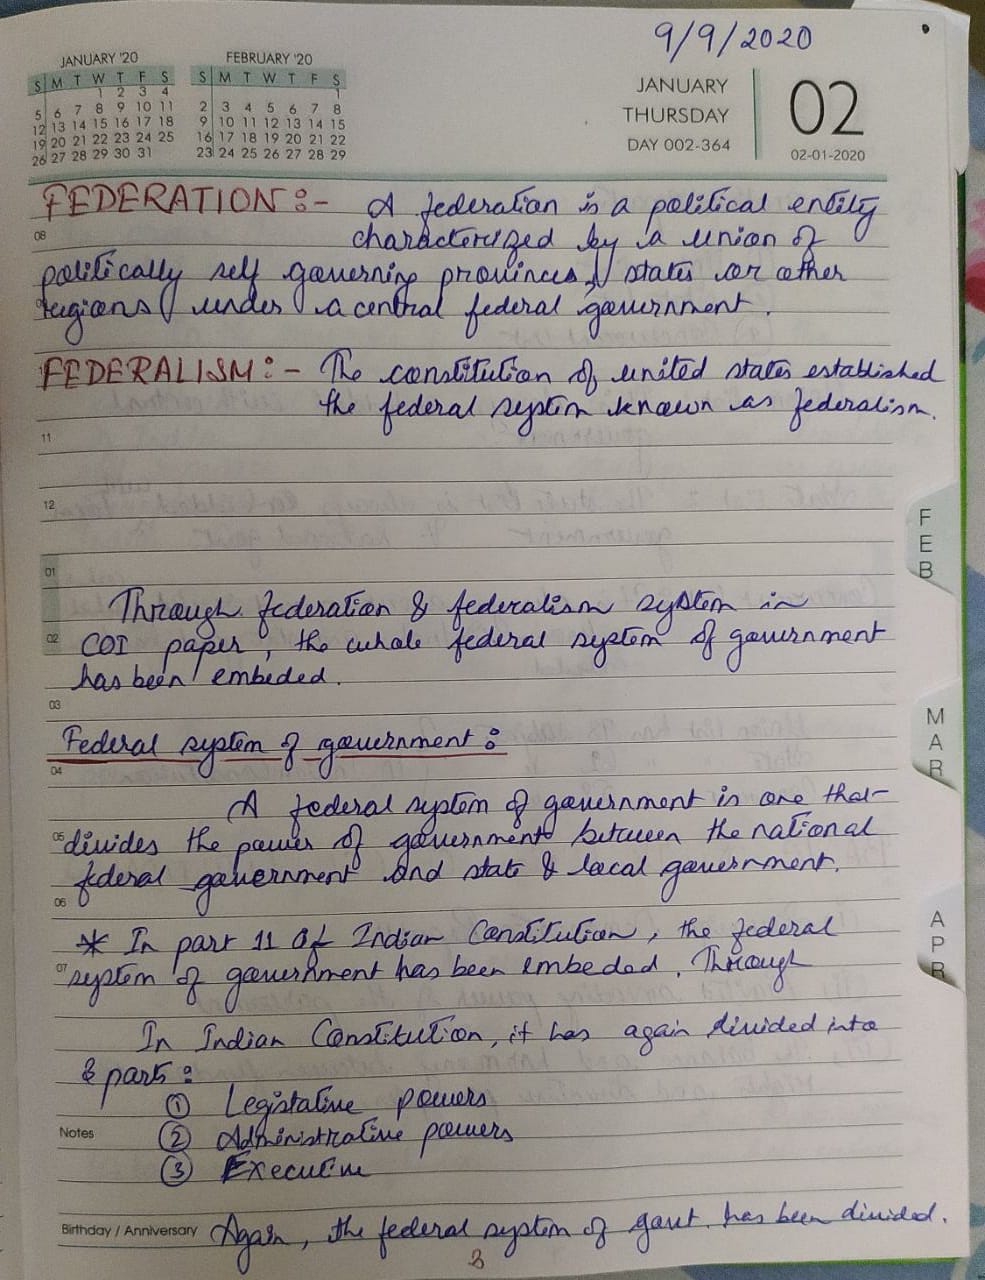 9/9/2020
JANUARY '20
S M T W T F S
1 2 3 4
5 6 7 8 9 10 11
12 13 14 15 16 17 18
19 20 21 22 23 24 25
26 27 28 29 30 31
FEBRUARY '20
S M T W T F S
1
2 3 4 5 6 7 8
9 10 11 12 13 14 15
16 17 18 19 20 21 22
23 24 25 26 27 28 29
JANUARY
THURSDAY
DAY 002-364
02
02-01-2020
FEDERATION :- A federation is a political entity
08 characterized by a union of
politically self governing provinces, states or other
regions under a central federal government.
FEDERALISM :- The constitution of united states established
the federal system known as federalism.
11
12
01
Through federation & federalism system in
02 COI paper, the whole federal system of government
has been embeded.
03
Federal system of government :
04
A federal system of government is one that
05 divides the power of government between the national
federal government and state & local government.
06
* In part 11 of Indian Constitution, the federal
07 system of government has been embeded. Through
In Indian Constitution, it has again divided into
parts :
① Legistative powers
Notes ② Administrative powers
③ Executive
Birthday / Anniversary Again, the federal system of govt. has been divided.
3
FEB
MAR
APR